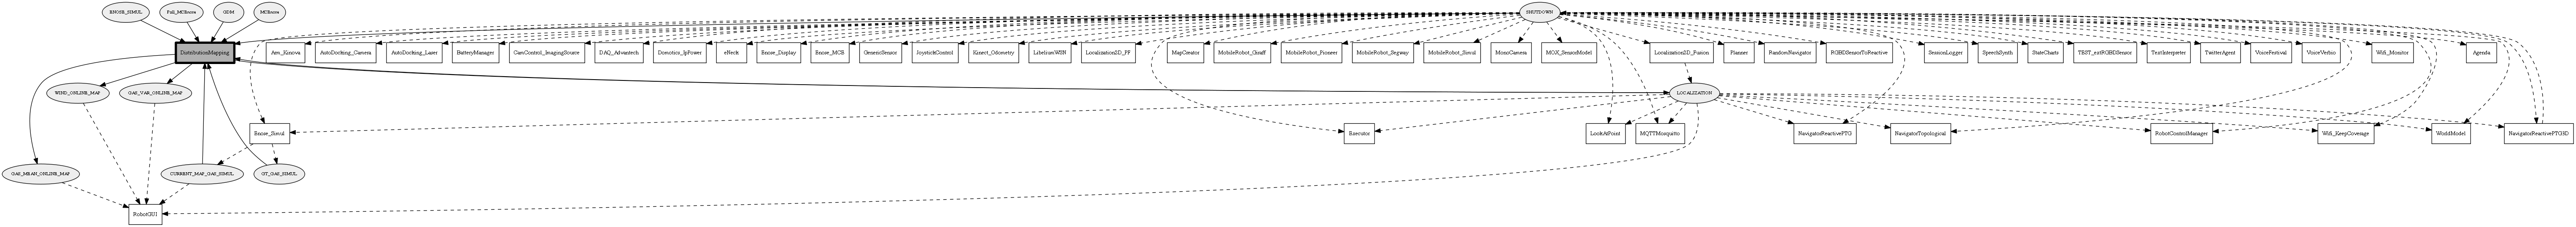 ENOSE_SIMUL
Full_MCEnose
GDM
MCEnose
SHUTDOWN
DistributionMapping
Arm_Kinova
AutoDocking_Camera
AutoDocking_Laser
BatteryManager
CamControl_ImagingSource
DAQ_Advantech
Domotics_IpPower
eNeck
Enose_Display
Enose_MCE
GenericSensor
JoystickControl
Kinect_Odometry
LibeliumWSN
Localization2D_PF
MapCreator
MobileRobot_Giraff
MobileRobot_Pioneer
MobileRobot_Segway
MobileRobot_Simul
MonoCamera
MOX_SensorModel
Localization2D_Fusion
Planner
RandomNavigator
RGBDSensorToReactive
SessionLogger
SpeechSynth
StateCharts
TEST_extRGBDSensor
TextInterpreter
TwitterAgent
VoiceFestival
VoiceVerbio
Wifi_Monitor
Agenda
WIND_ONLINE_MAP
GAS_VAR_ONLINE_MAP
LOCALIZATION
Enose_Simul
Executor
LookAtPoint
MQTTMosquitto
NavigatorReactivePTG
NavigatorTopological
RobotControlManager
Wifi_KeepCoverage
WorldModel
NavigatorReactivePTG3D
GAS_MEAN_ONLINE_MAP
CURRENT_MAP_GAS_SIMUL
GT_GAS_SIMUL
RobotGUI